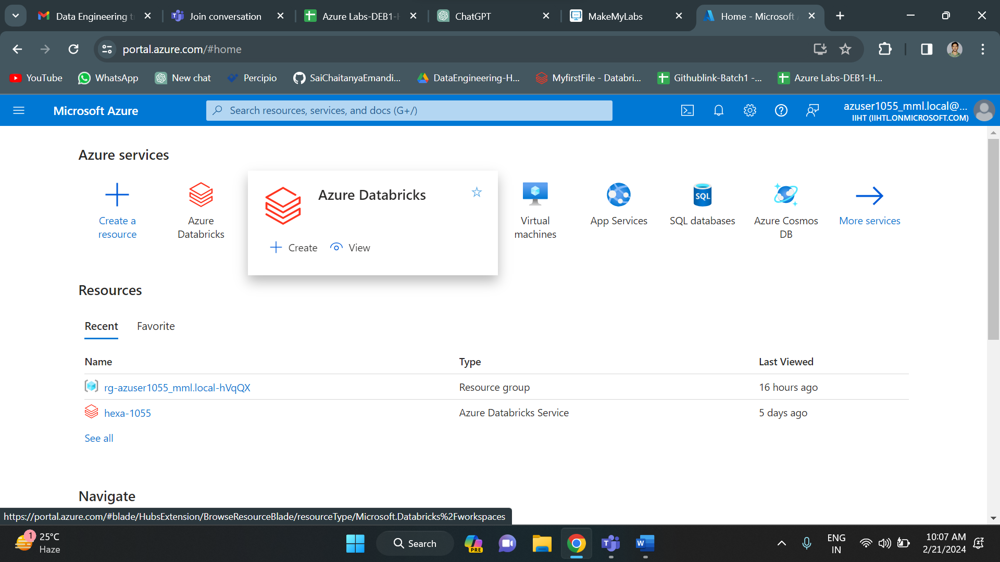 Data Engineering t
Join conversation
Azure Labs-DEB1-H
ChatGPT
MakeMyLabs
Home - Microsoft A
portal.azure.com/#home
YouTube
WhatsApp
New chat
Percipio
SaiChaitanyaEmandi...
DataEngineering-H...
MyfirstFile - Databri...
Githublink-Batch1 -...
Azure Labs-DEB1-H...
Microsoft Azure
Search resources, services, and docs (G+/)
azuser1055_mml.local@...
IIHT (IIHTL.ONMICROSOFT.COM)
Azure services
Create a
resource
Azure
Databricks
Azure Databricks
Create
View
Virtual
machines
App Services
SQL
SQL databases
Azure Cosmos
DB
More services
Resources
Recent
Favorite
Name
Type
Last Viewed
rg-azuser1055_mml.local-hVqQX
Resource group
16 hours ago
hexa-1055
Azure Databricks Service
5 days ago
See all
Navigate
https://portal.azure.com/#blade/HubsExtension/BrowseResourceBlade/resourceType/Microsoft.Databricks%2Fworkspaces
1
25°C
Haze
Search
PRE
ENG
IN
10:07 AM
2/21/2024